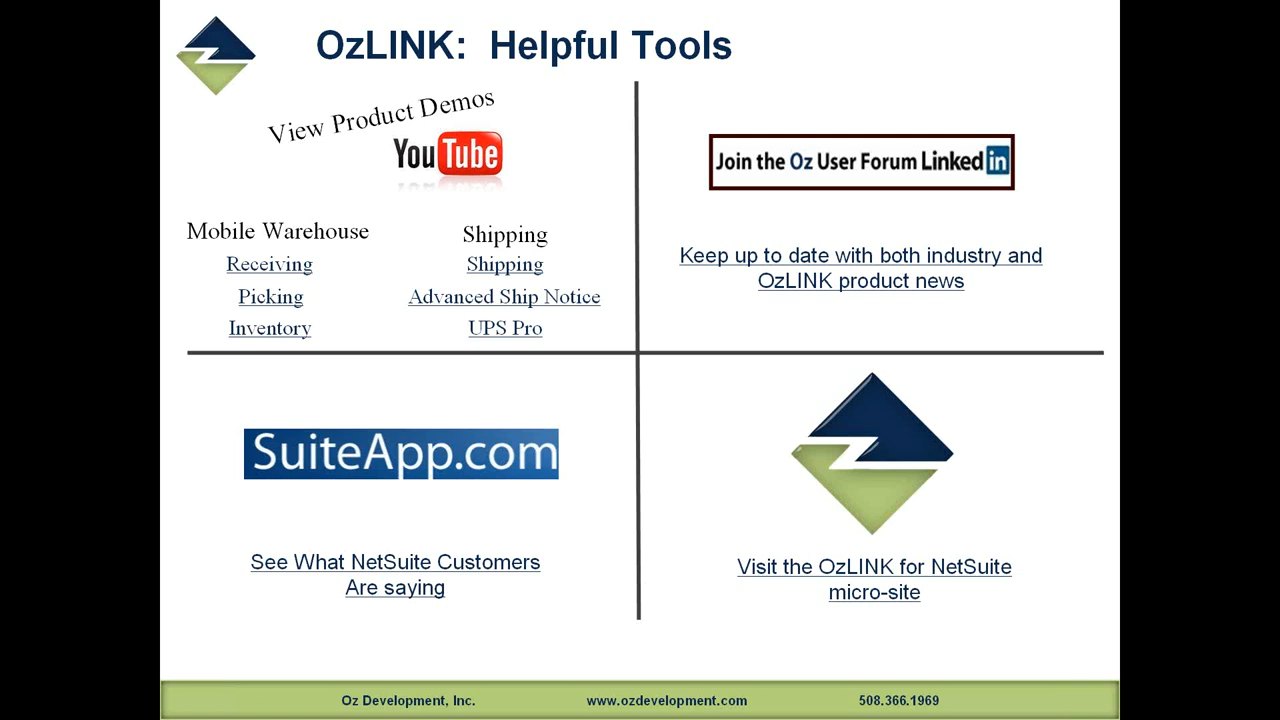 OzLINK: Helpful Tools
View Product Demos
YouTube
Mobile Warehouse
Receiving
Picking
Inventory
Shipping
Shipping
Advanced Ship Notice
UPS Pro
Join the Oz User Forum Linked in
Keep up to date with both industry and
OzLINK product news
SuiteApp.com
See What NetSuite Customers
Are saying
Visit the OzLINK for NetSuite
micro-site
Oz Development, Inc. www.ozdevelopment.com 508.366.1969